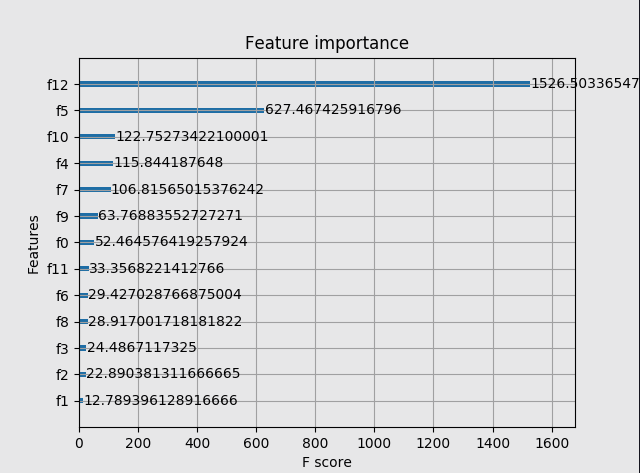 Feature importance
f12 1526.50336547
f5 627.467425916796
f10 122.75273422100001
f4 115.844187648
f7 106.81565015376242
f9 63.76883552727271
f0 52.464576419257924
f11 33.3568221412766
f6 29.427028766875004
f8 28.917001718181822
f3 24.4867117325
f2 22.890381311666665
f1 12.789396128916666
Features
0 200 400 600 800 1000 1200 1400 1600
F score